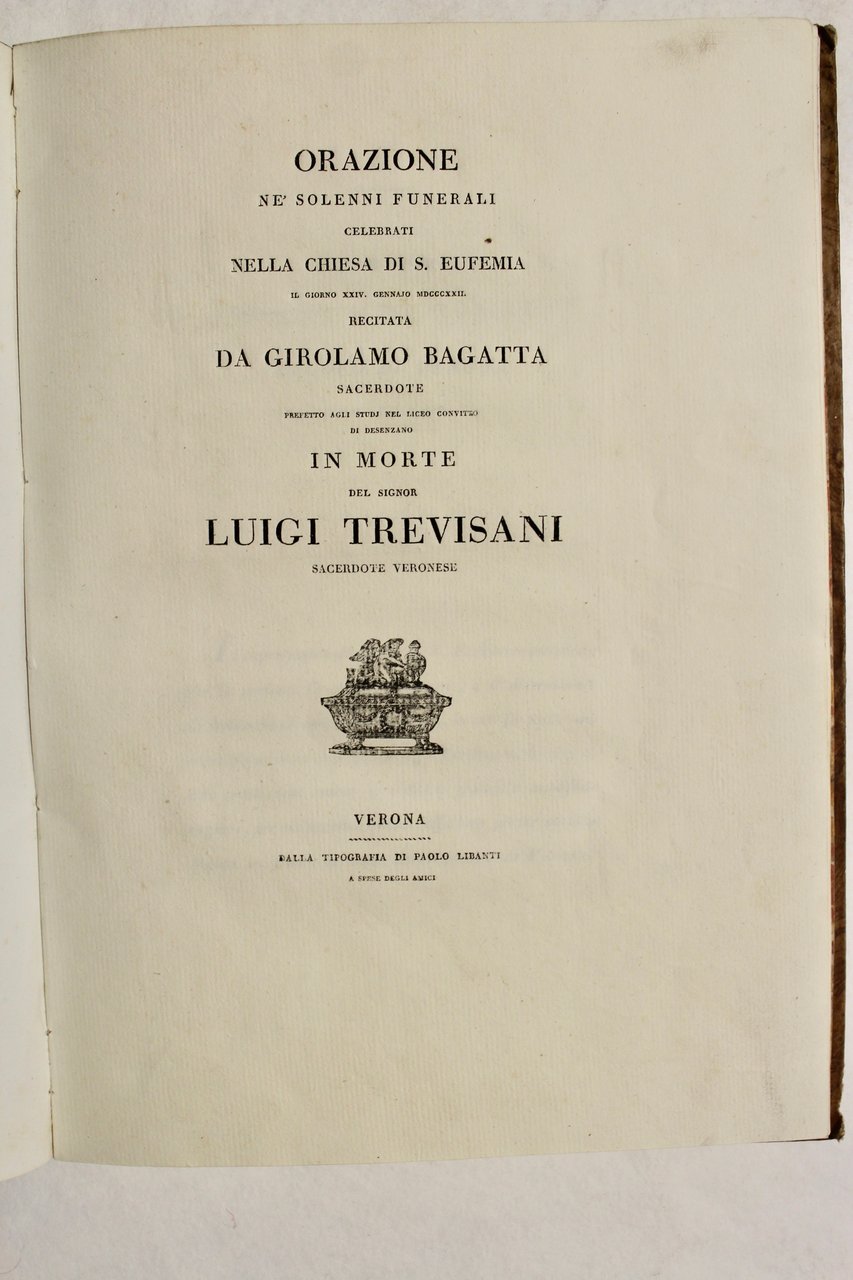 ORAZIONE
NE' SOLENNI FUNERALI
CELEBRATI
NELLA CHIESA DI S. EUFEMIA
IL GIORNO XXIV. GENNAJO MDCCCXXII.
RECITATA
DA GIROLAMO BAGATTA
SACERDOTE
PREFETTO AGLI STUDJ NEL LICEO CONVITTO
DI DESENZANO
IN MORTE
DEL SIGNOR
LUIGI TREVISANI
SACERDOTE VERONESE
VERONA
DALLA TIPOGRAFIA DI PAOLO LIBANTI
A SPESE DEGLI AMICI